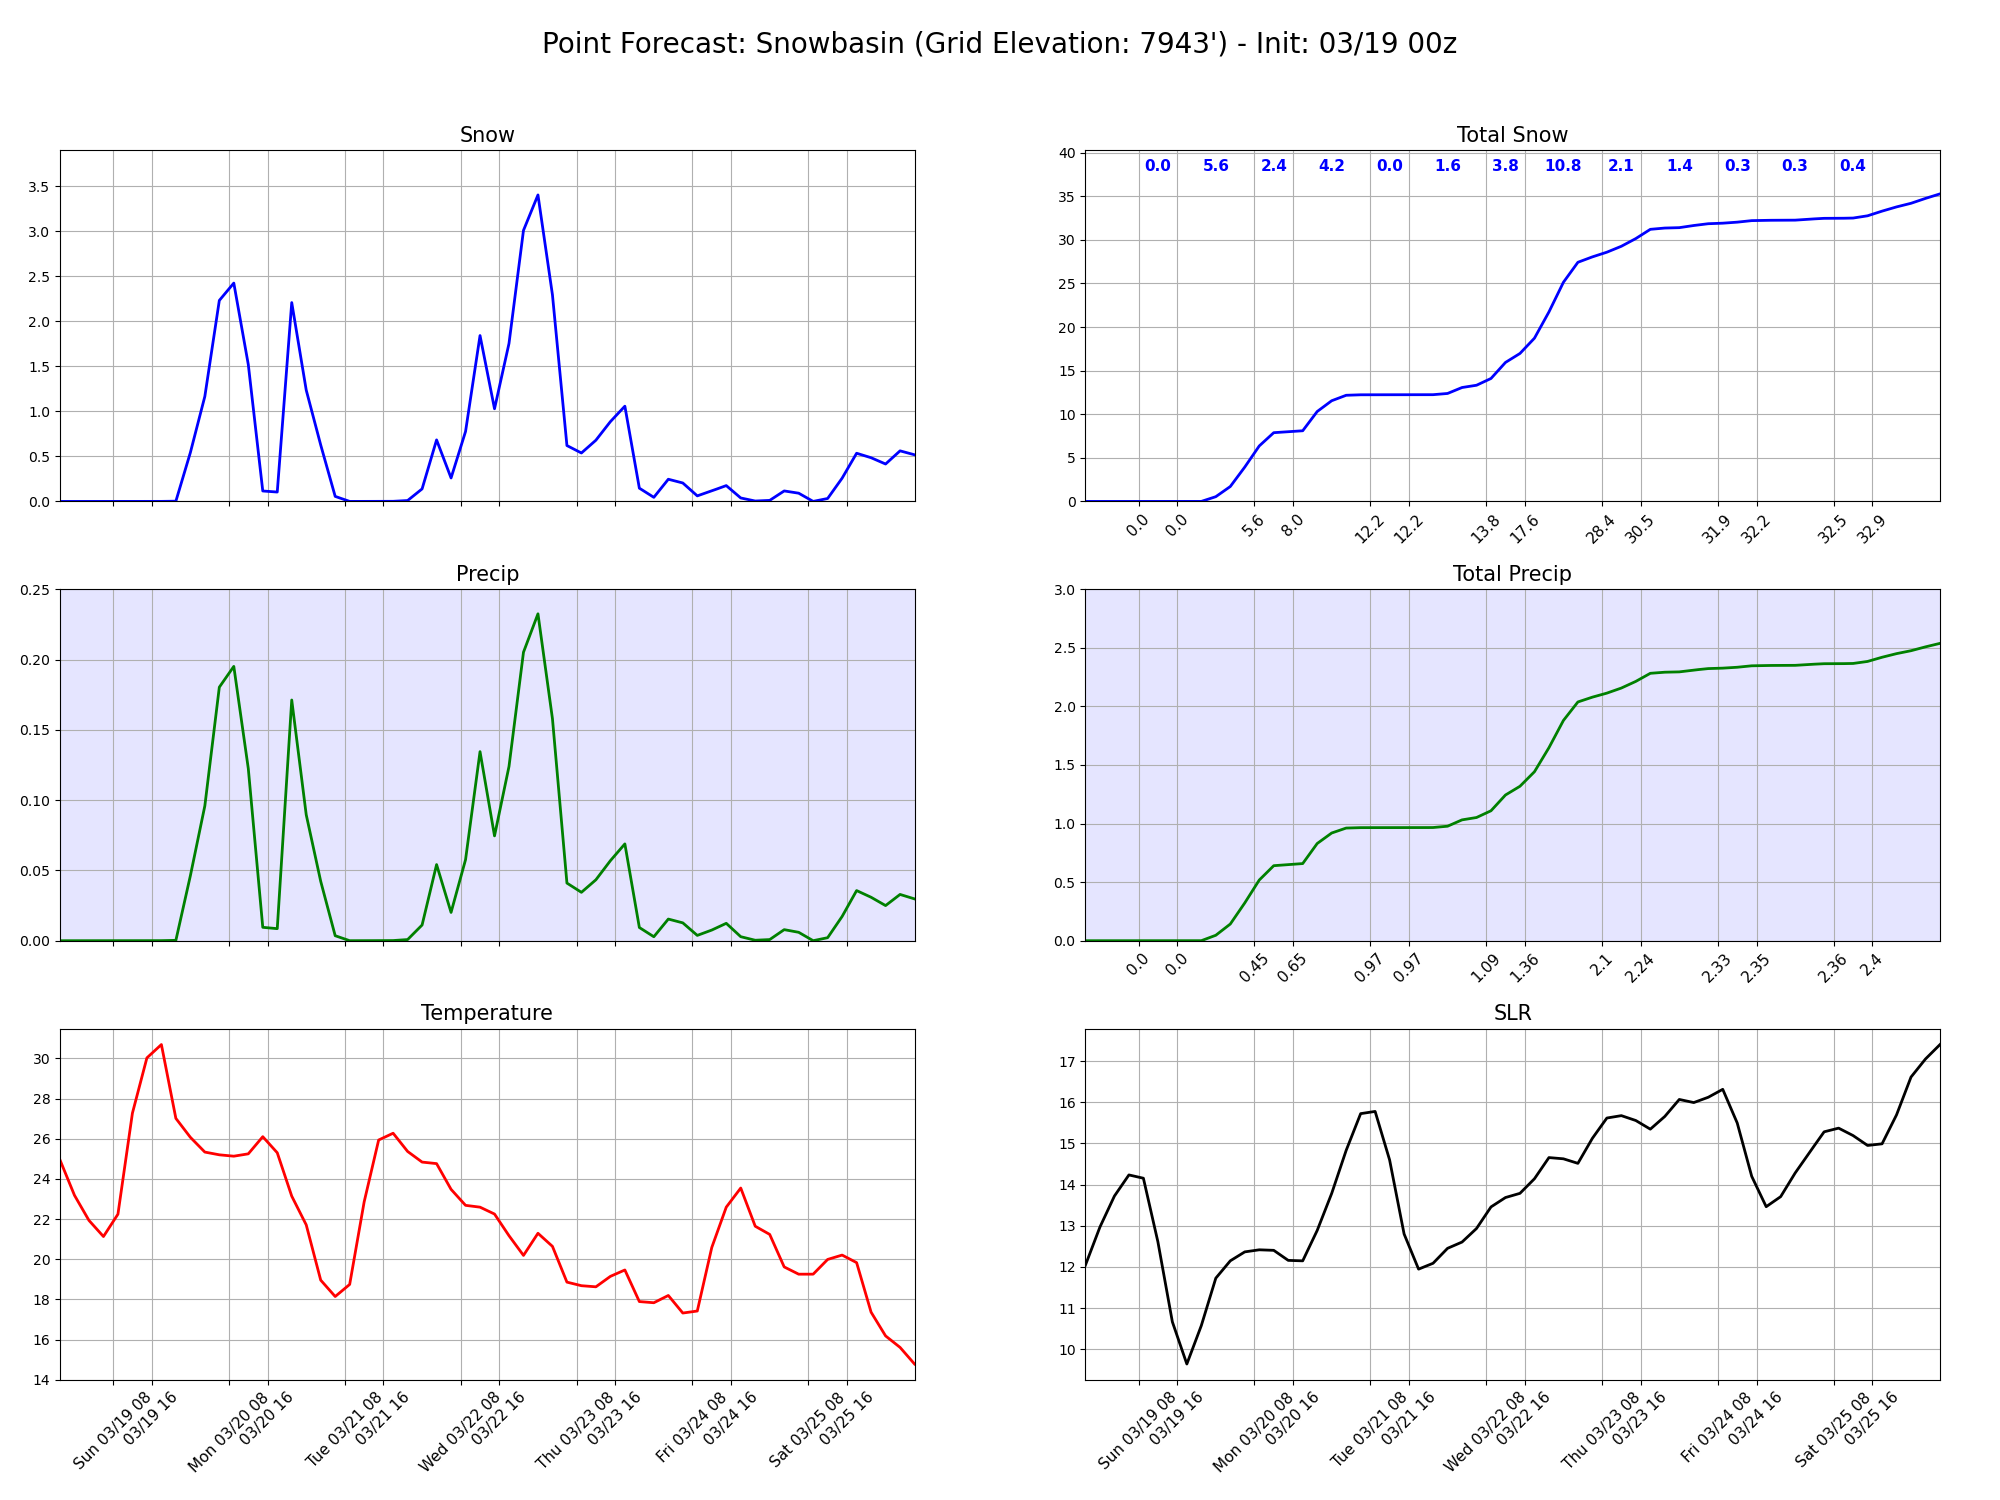 Point Forecast: Snowbasin (Grid Elevation: 7943') - Init: 03/19 00z
Snow
3.5
3.0
2.5
2.0
1.5
1.0
0.5
0.0
Total Snow
0.0 5.6 2.4 4.2 0.0 1.6 3.8 10.8 2.1 1.4 0.3 0.3 0.4
40
35
30
25
20
15
10
5
0
0.0 0.0 5.6 8.0 12.2 12.2 13.8 17.6 28.4 30.5 31.9 32.2 32.5 32.9
Precip
0.25
0.20
0.15
0.10
0.05
0.00
Total Precip
3.0
2.5
2.0
1.5
1.0
0.5
0.0
0.0 0.0 0.45 0.65 0.97 0.97 1.09 1.36 2.1 2.24 2.33 2.35 2.36 2.4
Temperature
30
28
26
24
22
20
18
16
14
Sun 03/19 08
03/19 16
Mon 03/20 08
03/20 16
Tue 03/21 08
03/21 16
Wed 03/22 08
03/22 16
Thu 03/23 08
03/23 16
Fri 03/24 08
03/24 16
Sat 03/25 08
03/25 16
SLR
17
16
15
14
13
12
11
10
Sun 03/19 08
03/19 16
Mon 03/20 08
03/20 16
Tue 03/21 08
03/21 16
Wed 03/22 08
03/22 16
Thu 03/23 08
03/23 16
Fri 03/24 08
03/24 16
Sat 03/25 08
03/25 16